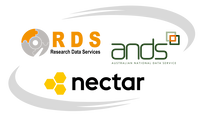 RDS
Research Data Services
ands
AUSTRALIAN NATIONAL DATA SERVICE
nectar